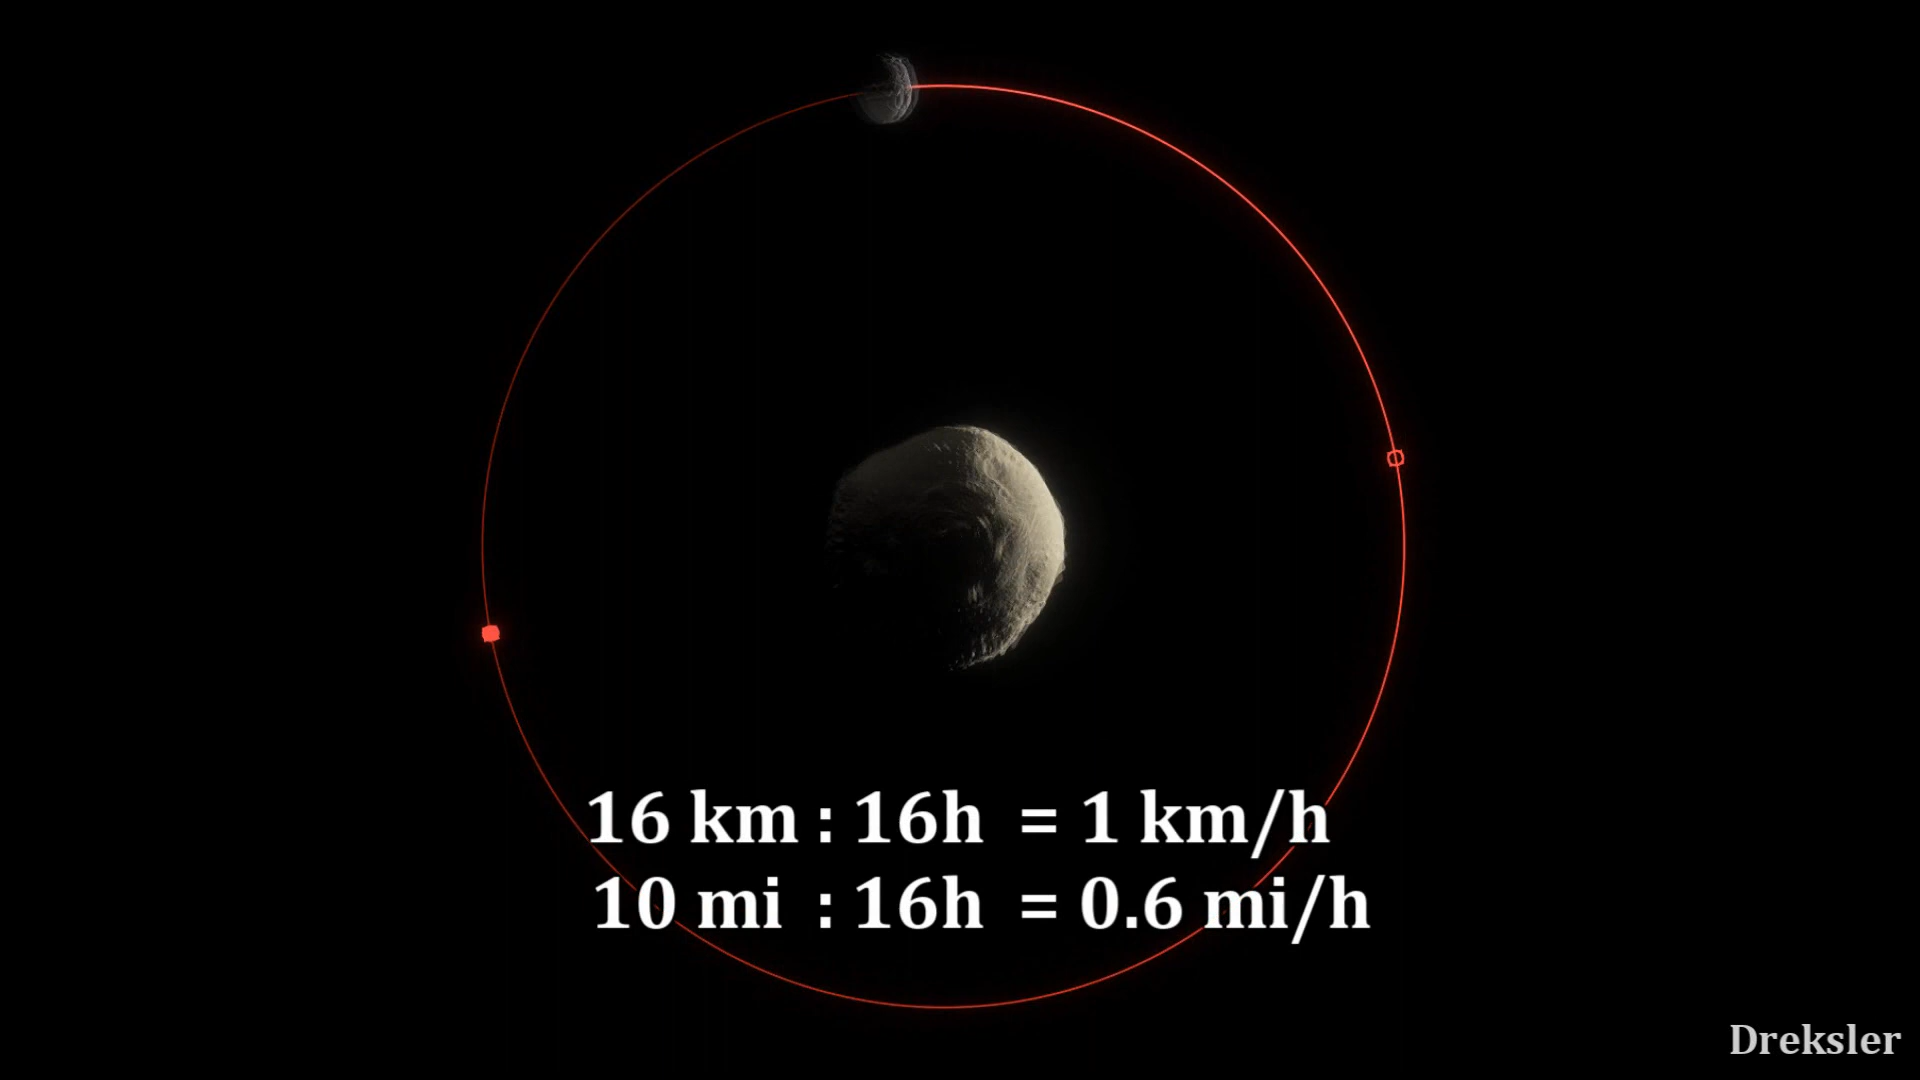 16 km : 16h = 1 km/h
10 mi : 16h = 0.6 mi/h
Dreksler